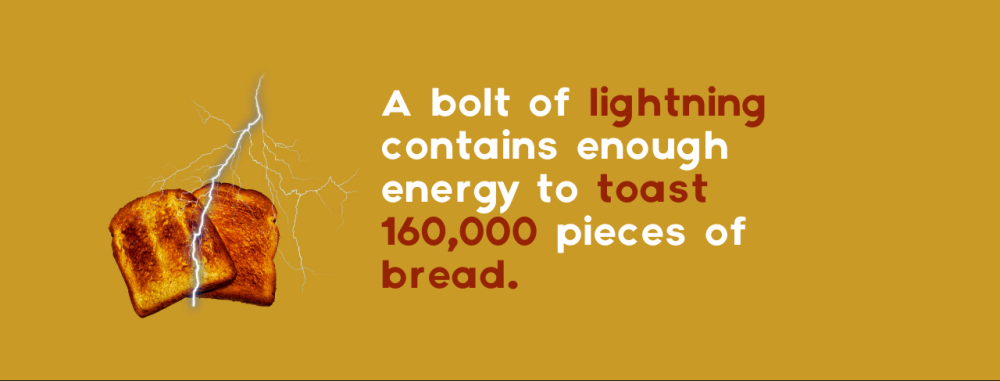 A bolt of lightning
contains enough
energy to toast
160,000 pieces of
bread.